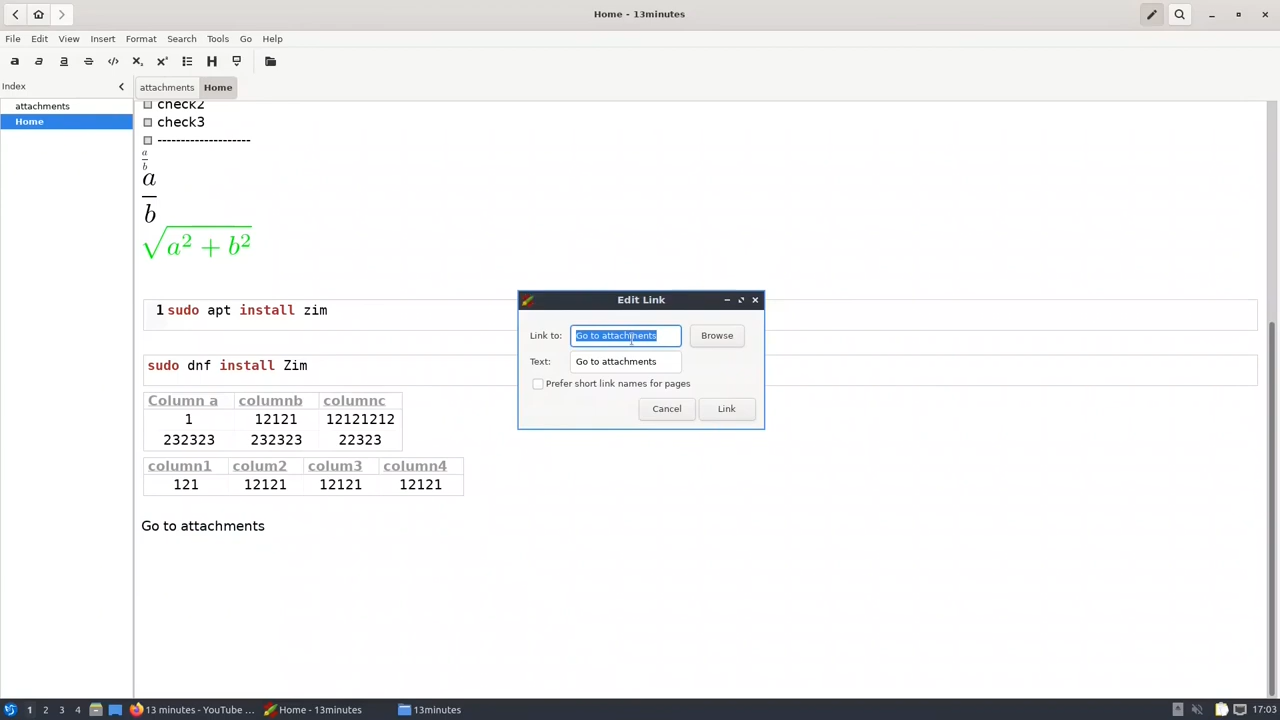 Home - 13minutes
File Edit View Insert Format Search Tools Go Help
Index
attachments Home
attachments
Home
check2
check3
--------------------
a
b
a
b
√a² + b²
1 sudo apt install zim
sudo dnf install Zim
Column a columnb columnc
1 12121 12121212
232323 232323 22323
column1 colum2 colum3 column4
121 12121 12121 12121
Go to attachments
Edit Link
Link to: Go to attachments Browse
Text: Go to attachments
Prefer short link names for pages
Cancel Link
1 2 3 4 13 minutes - YouTube ... Home - 13minutes 13minutes 17:03